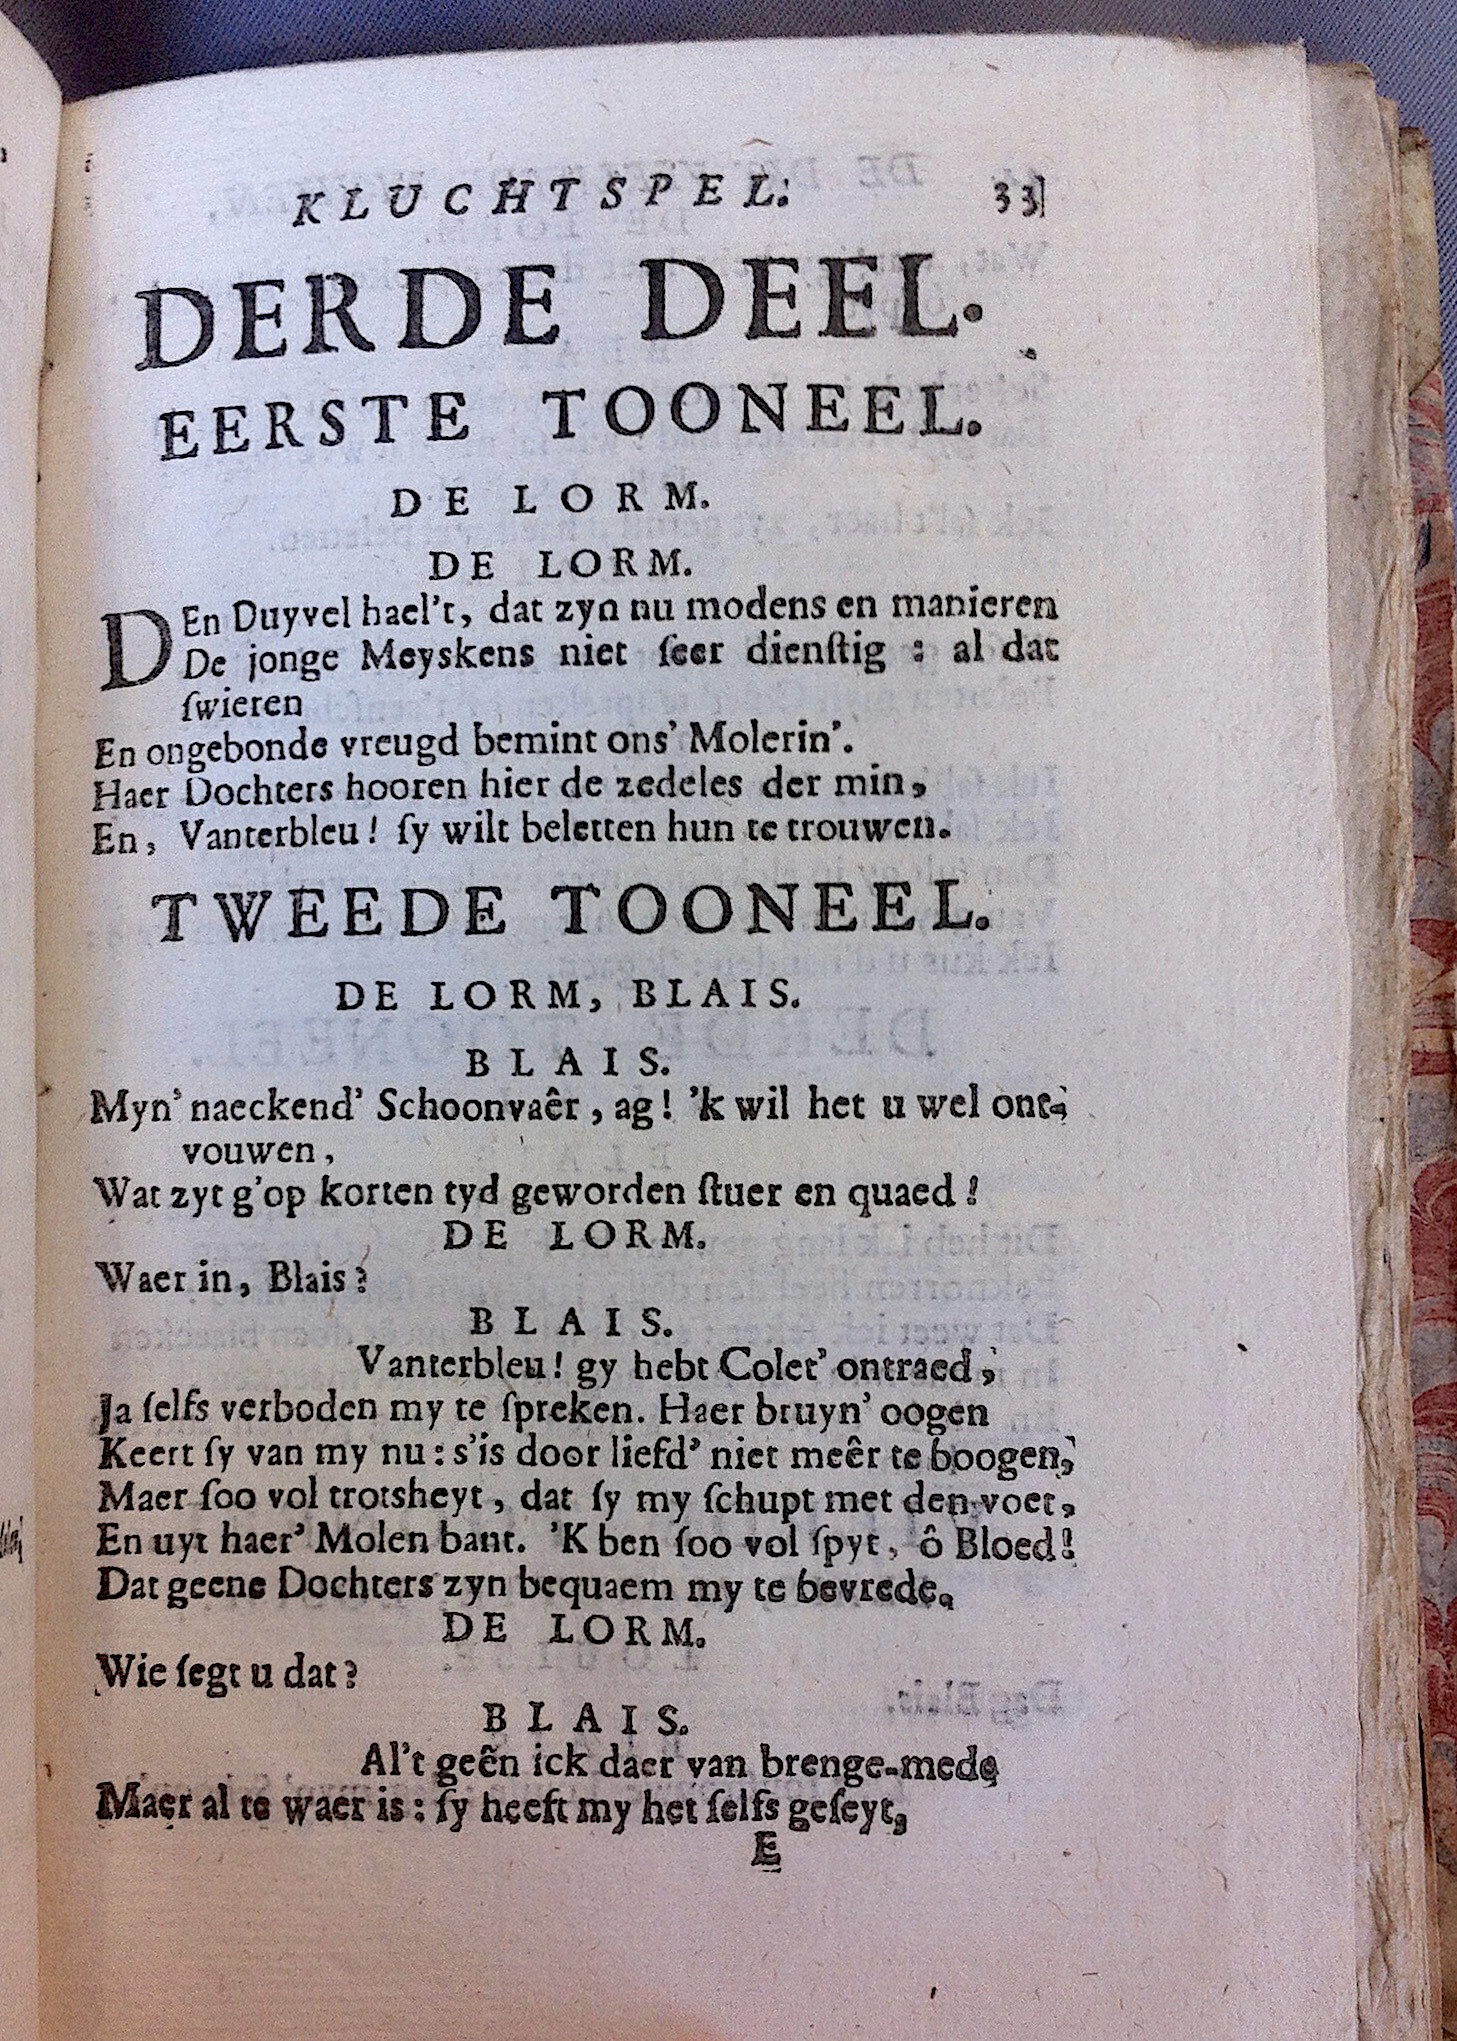 KLUCHTSPEL. 33
DERDE DEEL.
EERSTE TOONEEL.
DE LORM.
DE LORM.
DEn Duyvel hael't, dat zyn nu modens en manieren
De jonge Meyskens niet ſeer dienſtig : al dat
ſwieren
En ongebonde vreugd bemint ons' Molerin'.
Haer Dochters hooren hier de zedeles der min,
En, Vanterbleu! ſy wilt beletten hun te trouwen.
TWEEDE TOONEEL.
DE LORM, BLAIS.
BLAIS.
Myn' naeckend' Schoonvaêr, ag! 'k wil het u wel ont-
vouwen,
Wat zyt g'op korten tyd geworden ſtuer en quaed!
DE LORM.
Waer in, Blais?
BLAIS.
Vanterbleu! gy hebt Colet' ontraed,
Ja ſelfs verboden my te ſpreken. Haer bruyn' oogen
Keert ſy van my nu: s'is door liefd' niet meêr te boogen,
Maer ſoo vol trotsheyt, dat ſy my ſchupt met den voet,
En uyt haer' Molen bant. 'K ben ſoo vol ſpyt, ô Bloed!
Dat geene Dochters zyn bequaem my te bevrede.
DE LORM.
Wie ſegt u dat?
BLAIS.
Al't geên ick daer van brenge-mede
Maer al te waer is: ſy heeft my het ſelfs geſeyt,
E